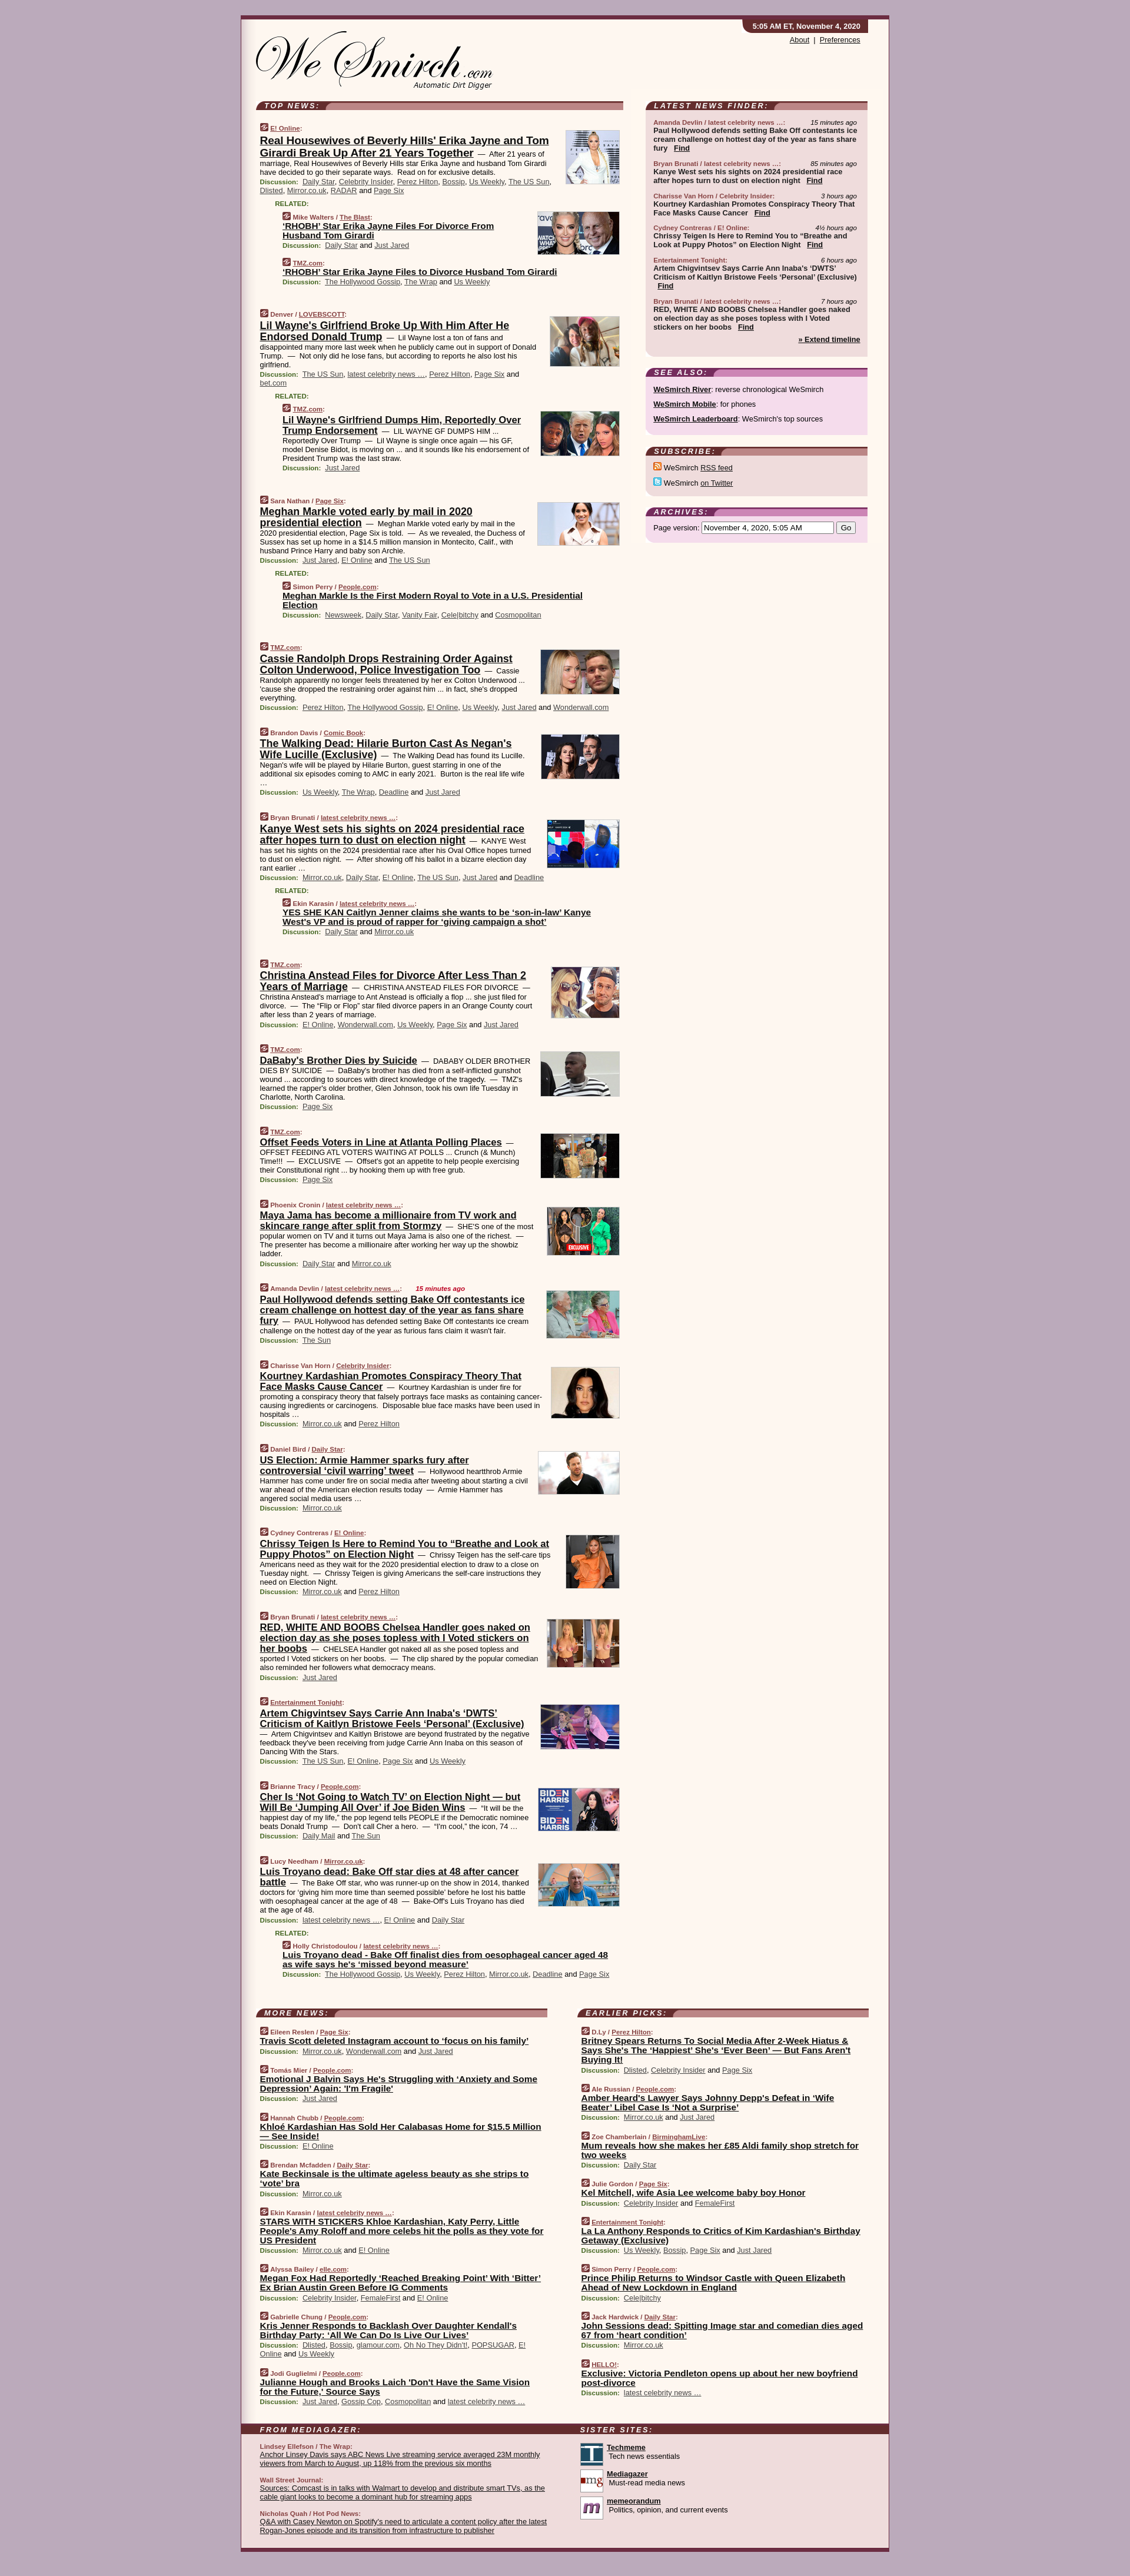 5:05 AM ET, November 4, 2020
About | Preferences
We Smirch.com
Automatic Dirt Digger
TOP NEWS:
E! Online:
Real Housewives of Beverly Hills' Erika Jayne and Tom
Girardi Break Up After 21 Years Together — After 21 years of
marriage, Real Housewives of Beverly Hills star Erika Jayne and husband Tom Girardi
have decided to go their separate ways. Read on for exclusive details.
Discussion: Daily Star, Celebrity Insider, Perez Hilton, Bossip, Us Weekly, The US Sun,
Dlisted, Mirror.co.uk, RADAR and Page Six
RELATED:
Mike Walters / The Blast:
‘RHOBH’ Star Erika Jayne Files For Divorce From
Husband Tom Girardi
Discussion: Daily Star and Just Jared
TMZ.com:
‘RHOBH’ Star Erika Jayne Files to Divorce Husband Tom Girardi
Discussion: The Hollywood Gossip, The Wrap and Us Weekly
Denver / LOVEBSCOTT:
Lil Wayne's Girlfriend Broke Up With Him After He
Endorsed Donald Trump — Lil Wayne lost a ton of fans and
disappointed many more last week when he publicly came out in support of Donald
Trump. — Not only did he lose fans, but according to reports he also lost his
girlfriend.
Discussion: The US Sun, latest celebrity news …, Perez Hilton, Page Six and
bet.com
RELATED:
TMZ.com:
Lil Wayne's Girlfriend Dumps Him, Reportedly Over
Trump Endorsement — LIL WAYNE GF DUMPS HIM ...
Reportedly Over Trump — Lil Wayne is single once again — his GF,
model Denise Bidot, is moving on ... and it sounds like his endorsement of
President Trump was the last straw.
Discussion: Just Jared
Sara Nathan / Page Six:
Meghan Markle voted early by mail in 2020
presidential election — Meghan Markle voted early by mail in the
2020 presidential election, Page Six is told. — As we revealed, the Duchess of
Sussex has set up home in a $14.5 million mansion in Montecito, Calif., with
husband Prince Harry and baby son Archie.
Discussion: Just Jared, E! Online and The US Sun
RELATED:
Simon Perry / People.com:
Meghan Markle Is the First Modern Royal to Vote in a U.S. Presidential
Election
Discussion: Newsweek, Daily Star, Vanity Fair, Cele|bitchy and Cosmopolitan
TMZ.com:
Cassie Randolph Drops Restraining Order Against
Colton Underwood, Police Investigation Too — Cassie
Randolph apparently no longer feels threatened by her ex Colton Underwood ...
'cause she dropped the restraining order against him ... in fact, she's dropped
everything.
Discussion: Perez Hilton, The Hollywood Gossip, E! Online, Us Weekly, Just Jared and Wonderwall.com
Brandon Davis / Comic Book:
The Walking Dead: Hilarie Burton Cast As Negan's
Wife Lucille (Exclusive) — The Walking Dead has found its Lucille.
Negan's wife will be played by Hilarie Burton, guest starring in one of the
additional six episodes coming to AMC in early 2021. Burton is the real life wife
…
Discussion: Us Weekly, The Wrap, Deadline and Just Jared
Bryan Brunati / latest celebrity news …:
Kanye West sets his sights on 2024 presidential race
after hopes turn to dust on election night — KANYE West
has set his sights on the 2024 presidential race after his Oval Office hopes turned
to dust on election night. — After showing off his ballot in a bizarre election day
rant earlier …
Discussion: Mirror.co.uk, Daily Star, E! Online, The US Sun, Just Jared and Deadline
RELATED:
Ekin Karasin / latest celebrity news …:
YES SHE KAN Caitlyn Jenner claims she wants to be ‘son-in-law’ Kanye
West's VP and is proud of rapper for ‘giving campaign a shot’
Discussion: Daily Star and Mirror.co.uk
TMZ.com:
Christina Anstead Files for Divorce After Less Than 2
Years of Marriage — CHRISTINA ANSTEAD FILES FOR DIVORCE —
Christina Anstead's marriage to Ant Anstead is officially a flop ... she just filed for
divorce. — The “Flip or Flop” star filed divorce papers in an Orange County court
after less than 2 years of marriage.
Discussion: E! Online, Wonderwall.com, Us Weekly, Page Six and Just Jared
TMZ.com:
DaBaby's Brother Dies by Suicide — DABABY OLDER BROTHER
DIES BY SUICIDE — DaBaby's brother has died from a self-inflicted gunshot
wound ... according to sources with direct knowledge of the tragedy. — TMZ's
learned the rapper's older brother, Glen Johnson, took his own life Tuesday in
Charlotte, North Carolina.
Discussion: Page Six
TMZ.com:
Offset Feeds Voters in Line at Atlanta Polling Places —
OFFSET FEEDING ATL VOTERS WAITING AT POLLS ... Crunch (& Munch)
Time!!! — EXCLUSIVE — Offset's got an appetite to help people exercising
their Constitutional right ... by hooking them up with free grub.
Discussion: Page Six
Phoenix Cronin / latest celebrity news …:
Maya Jama has become a millionaire from TV work and
skincare range after split from Stormzy — SHE'S one of the most
popular women on TV and it turns out Maya Jama is also one of the richest. —
The presenter has become a millionaire after working her way up the showbiz
ladder.
EXCLUSIVE
Discussion: Daily Star and Mirror.co.uk
Amanda Devlin / latest celebrity news …: 15 minutes ago
Paul Hollywood defends setting Bake Off contestants ice
cream challenge on hottest day of the year as fans share
fury — PAUL Hollywood has defended setting Bake Off contestants ice cream
challenge on the hottest day of the year as furious fans claim it wasn't fair.
Discussion: The Sun
Charisse Van Horn / Celebrity Insider:
Kourtney Kardashian Promotes Conspiracy Theory That
Face Masks Cause Cancer — Kourtney Kardashian is under fire for
promoting a conspiracy theory that falsely portrays face masks as containing cancer-
causing ingredients or carcinogens. Disposable blue face masks have been used in
hospitals …
Discussion: Mirror.co.uk and Perez Hilton
Daniel Bird / Daily Star:
US Election: Armie Hammer sparks fury after
controversial ‘civil warring’ tweet — Hollywood heartthrob Armie
Hammer has come under fire on social media after tweeting about starting a civil
war ahead of the American election results today — Armie Hammer has
angered social media users …
Discussion: Mirror.co.uk
Cydney Contreras / E! Online:
Chrissy Teigen Is Here to Remind You to “Breathe and Look at
Puppy Photos” on Election Night — Chrissy Teigen has the self-care tips
Americans need as they wait for the 2020 presidential election to draw to a close on
Tuesday night. — Chrissy Teigen is giving Americans the self-care instructions they
need on Election Night.
Discussion: Mirror.co.uk and Perez Hilton
Bryan Brunati / latest celebrity news …:
RED, WHITE AND BOOBS Chelsea Handler goes naked on
election day as she poses topless with I Voted stickers on
her boobs — CHELSEA Handler got naked all as she posed topless and
sported I Voted stickers on her boobs. — The clip shared by the popular comedian
also reminded her followers what democracy means.
Discussion: Just Jared
Entertainment Tonight:
Artem Chigvintsev Says Carrie Ann Inaba's ‘DWTS’
Criticism of Kaitlyn Bristowe Feels ‘Personal’ (Exclusive)
— Artem Chigvintsev and Kaitlyn Bristowe are beyond frustrated by the negative
feedback they've been receiving from judge Carrie Ann Inaba on this season of
Dancing With the Stars.
Discussion: The US Sun, E! Online, Page Six and Us Weekly
Brianne Tracy / People.com:
Cher Is ‘Not Going to Watch TV’ on Election Night — but
Will Be ‘Jumping All Over’ if Joe Biden Wins — “It will be the
happiest day of my life,” the pop legend tells PEOPLE if the Democratic nominee
beats Donald Trump — Don't call Cher a hero. — “I'm cool,” the icon, 74 …
BIDEN HARRIS
BIDEN HARRIS
Discussion: Daily Mail and The Sun
Lucy Needham / Mirror.co.uk:
Luis Troyano dead: Bake Off star dies at 48 after cancer
battle — The Bake Off star, who was runner-up on the show in 2014, thanked
doctors for ‘giving him more time than seemed possible’ before he lost his battle
with oesophageal cancer at the age of 48 — Bake-Off's Luis Troyano has died
at the age of 48.
Discussion: latest celebrity news …, E! Online and Daily Star
RELATED:
Holly Christodoulou / latest celebrity news …:
Luis Troyano dead - Bake Off finalist dies from oesophageal cancer aged 48
as wife says he's ‘missed beyond measure’
Discussion: The Hollywood Gossip, Us Weekly, Perez Hilton, Mirror.co.uk, Deadline and Page Six
LATEST NEWS FINDER:
Amanda Devlin / latest celebrity news …: 15 minutes ago
Paul Hollywood defends setting Bake Off contestants ice
cream challenge on hottest day of the year as fans share
fury Find
Bryan Brunati / latest celebrity news …: 85 minutes ago
Kanye West sets his sights on 2024 presidential race
after hopes turn to dust on election night Find
Charisse Van Horn / Celebrity Insider: 3 hours ago
Kourtney Kardashian Promotes Conspiracy Theory That
Face Masks Cause Cancer Find
Cydney Contreras / E! Online: 4½ hours ago
Chrissy Teigen Is Here to Remind You to “Breathe and
Look at Puppy Photos” on Election Night Find
Entertainment Tonight: 6 hours ago
Artem Chigvintsev Says Carrie Ann Inaba's ‘DWTS’
Criticism of Kaitlyn Bristowe Feels ‘Personal’ (Exclusive)
Find
Bryan Brunati / latest celebrity news …: 7 hours ago
RED, WHITE AND BOOBS Chelsea Handler goes naked
on election day as she poses topless with I Voted
stickers on her boobs Find
» Extend timeline
SEE ALSO:
WeSmirch River: reverse chronological WeSmirch
WeSmirch Mobile: for phones
WeSmirch Leaderboard: WeSmirch's top sources
SUBSCRIBE:
WeSmirch RSS feed
WeSmirch on Twitter
ARCHIVES:
Page version: November 4, 2020, 5:05 AM Go
MORE NEWS:
Eileen Reslen / Page Six:
Travis Scott deleted Instagram account to ‘focus on his family’
Discussion: Mirror.co.uk, Wonderwall.com and Just Jared
Tomás Mier / People.com:
Emotional J Balvin Says He's Struggling with ‘Anxiety and Some
Depression’ Again: 'I'm Fragile'
Discussion: Just Jared
Hannah Chubb / People.com:
Khloé Kardashian Has Sold Her Calabasas Home for $15.5 Million
— See Inside!
Discussion: E! Online
Brendan Mcfadden / Daily Star:
Kate Beckinsale is the ultimate ageless beauty as she strips to
‘vote’ bra
Discussion: Mirror.co.uk
Ekin Karasin / latest celebrity news …:
STARS WITH STICKERS Khloe Kardashian, Katy Perry, Little
People's Amy Roloff and more celebs hit the polls as they vote for
US President
Discussion: Mirror.co.uk and E! Online
Alyssa Bailey / elle.com:
Megan Fox Had Reportedly ‘Reached Breaking Point’ With ‘Bitter’
Ex Brian Austin Green Before IG Comments
Discussion: Celebrity Insider, FemaleFirst and E! Online
Gabrielle Chung / People.com:
Kris Jenner Responds to Backlash Over Daughter Kendall's
Birthday Party: ‘All We Can Do Is Live Our Lives’
Discussion: Dlisted, Bossip, glamour.com, Oh No They Didn't!, POPSUGAR, E!
Online and Us Weekly
Jodi Guglielmi / People.com:
Julianne Hough and Brooks Laich 'Don't Have the Same Vision
for the Future,' Source Says
Discussion: Just Jared, Gossip Cop, Cosmopolitan and latest celebrity news …
EARLIER PICKS:
D.Ly / Perez Hilton:
Britney Spears Returns To Social Media After 2-Week Hiatus &
Says She's The ‘Happiest’ She's ‘Ever Been’ — But Fans Aren't
Buying It!
Discussion: Dlisted, Celebrity Insider and Page Six
Ale Russian / People.com:
Amber Heard's Lawyer Says Johnny Depp's Defeat in ‘Wife
Beater’ Libel Case Is ‘Not a Surprise’
Discussion: Mirror.co.uk and Just Jared
Zoe Chamberlain / BirminghamLive:
Mum reveals how she makes her £85 Aldi family shop stretch for
two weeks
Discussion: Daily Star
Julie Gordon / Page Six:
Kel Mitchell, wife Asia Lee welcome baby boy Honor
Discussion: Celebrity Insider and FemaleFirst
Entertainment Tonight:
La La Anthony Responds to Critics of Kim Kardashian's Birthday
Getaway (Exclusive)
Discussion: Us Weekly, Bossip, Page Six and Just Jared
Simon Perry / People.com:
Prince Philip Returns to Windsor Castle with Queen Elizabeth
Ahead of New Lockdown in England
Discussion: Cele|bitchy
Jack Hardwick / Daily Star:
John Sessions dead: Spitting Image star and comedian dies aged
67 from ‘heart condition’
Discussion: Mirror.co.uk
HELLO!:
Exclusive: Victoria Pendleton opens up about her new boyfriend
post-divorce
Discussion: latest celebrity news …
FROM MEDIAGAZER:
Lindsey Ellefson / The Wrap:
Anchor Linsey Davis says ABC News Live streaming service averaged 23M monthly
viewers from March to August, up 118% from the previous six months
Wall Street Journal:
Sources: Comcast is in talks with Walmart to develop and distribute smart TVs, as the
cable giant looks to become a dominant hub for streaming apps
Nicholas Quah / Hot Pod News:
Q&A with Casey Newton on Spotify's need to articulate a content policy after the latest
Rogan-Jones episode and its transition from infrastructure to publisher
SISTER SITES:
Techmeme
Tech news essentials
mg
Mediagazer
Must-read media news
m
memeorandum
Politics, opinion, and current events